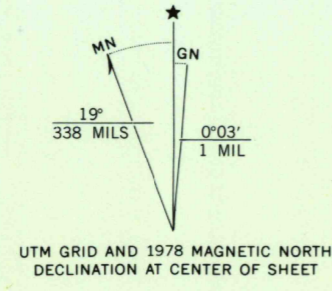 ★
MN
GN
19°
338 MILS
0°03′
1 MIL
UTM GRID AND 1978 MAGNETIC NORTH
DECLINATION AT CENTER OF SHEET